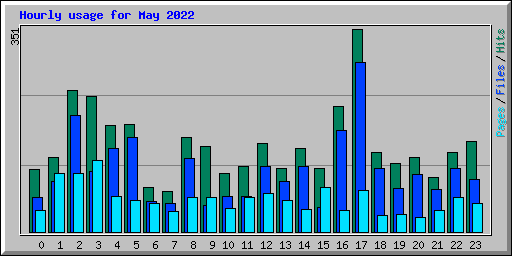 Hourly usage for May 2022
351
Pages/Files/Hits
0 1 2 3 4 5 6 7 8 9 10 11 12 13 14 15 16 17 18 19 20 21 22 23